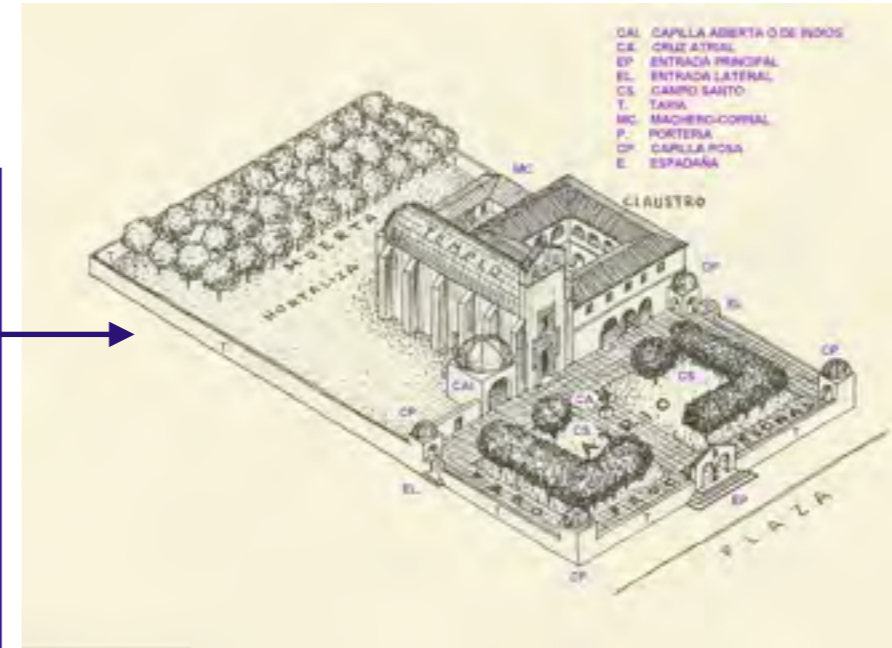 CAI. CAPILLA ABIERTA O DE INDIOS
CA. CRUZ ATRIAL
EP ENTRADA PRINCIPAL
EL. ENTRADA LATERAL
CS. CAMPO SANTO
T. TAPIA
MC. MACHERO-CORRAL
P. PORTERIA
CP CAPILLA POSA
E. ESPADAÑA
MC
CLAUSTRO
TEMPLO
HUERTA
HORTALIZA
CP
EL
T
CP
CAI
CS
CA
CP
CS
ATRIO
EL
T
T
T
EP
PLAZA
CP